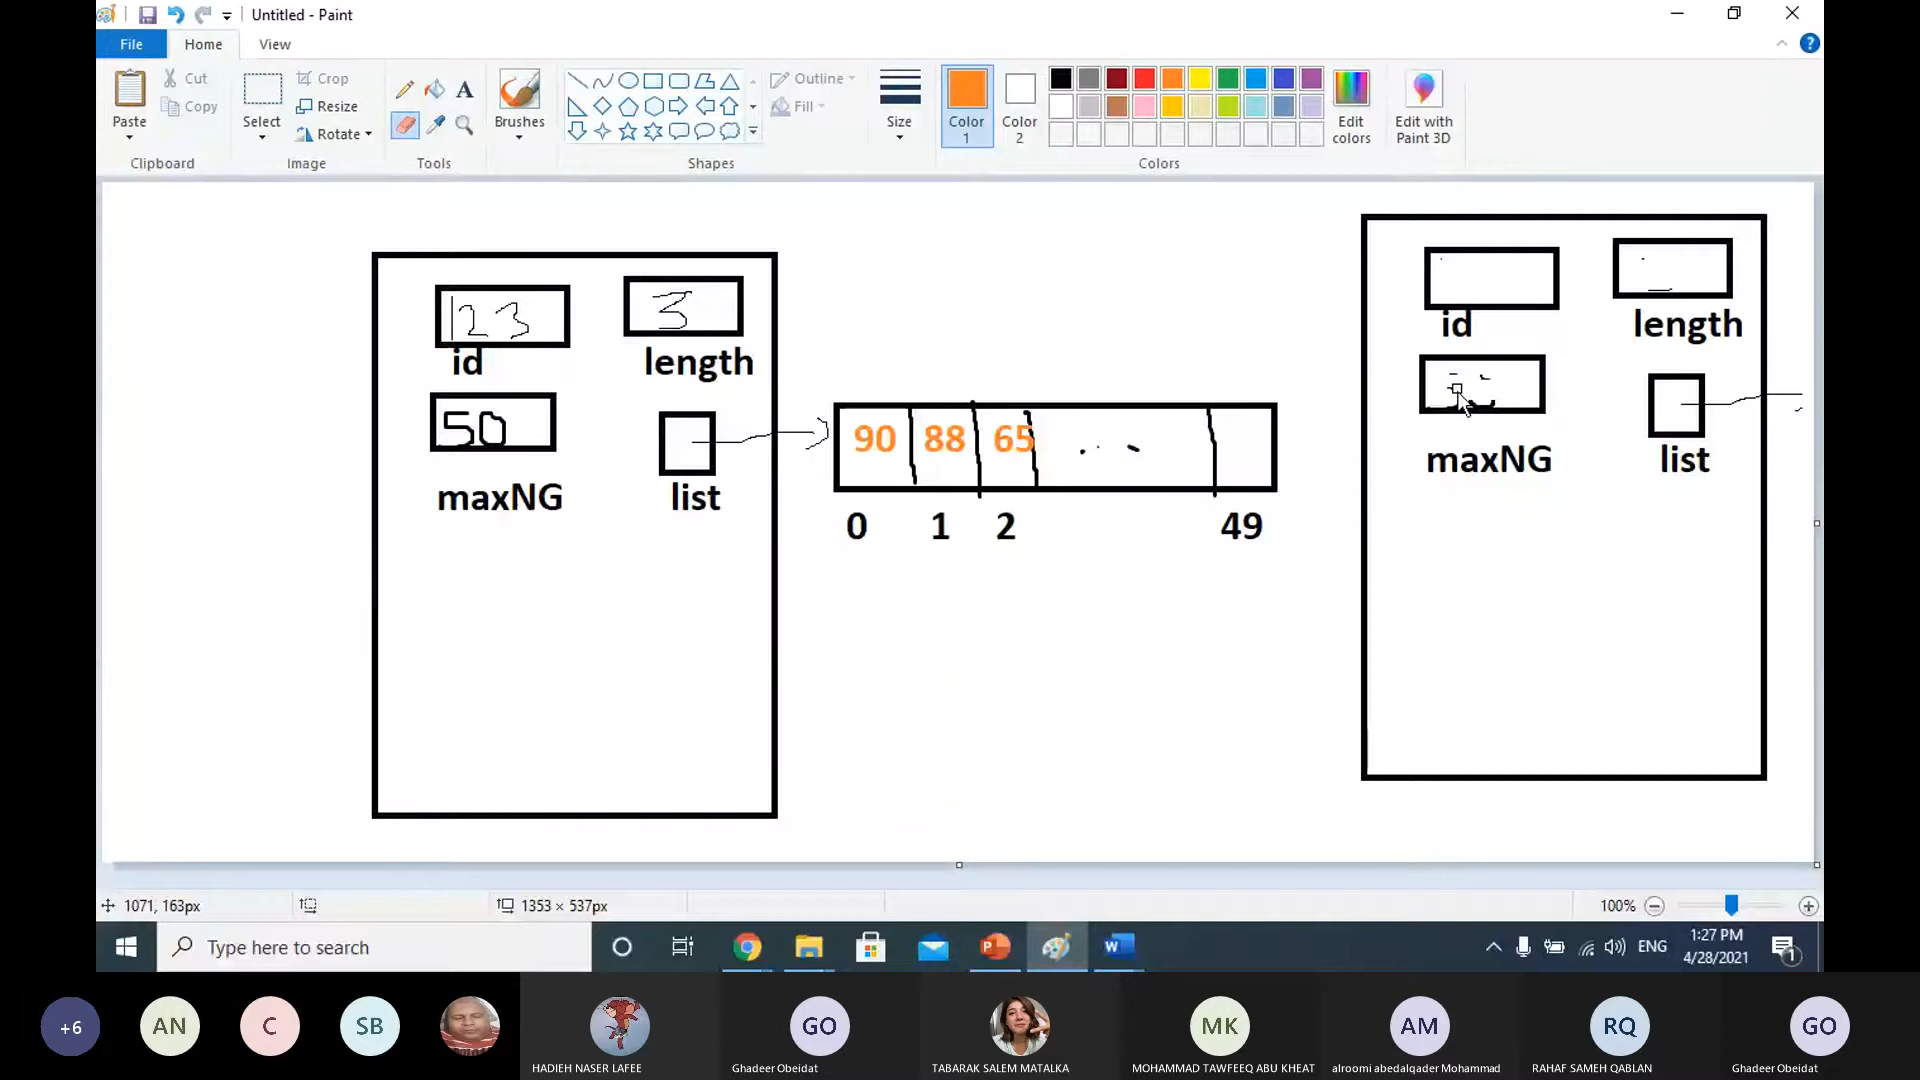 Untitled - Paint
File Home View
Cut
Copy
Paste
Clipboard
Select
Crop
Resize
Rotate
Image
Tools
Brushes
Outline
Fill
Shapes
Size
Color 1
Color 2
Colors
Edit colors
Edit with Paint 3D
123 3
id length
50
maxNG list
90 88 65
0 1 2 49
id length
maxNG list
1071, 163px
1353 × 537px
100%
Type here to search
ENG
1:27 PM
4/28/2021
1
+6 AN C SB GO MK AM RQ GO
HADIEH NASER LAFEE Ghadeer Obeidat TABARAK SALEM MATALKA MOHAMMAD TAWFEEQ ABU KHEAT alroomi abedalqader Mohammad RAHAF SAMEH QABLAN Ghadeer Obeidat